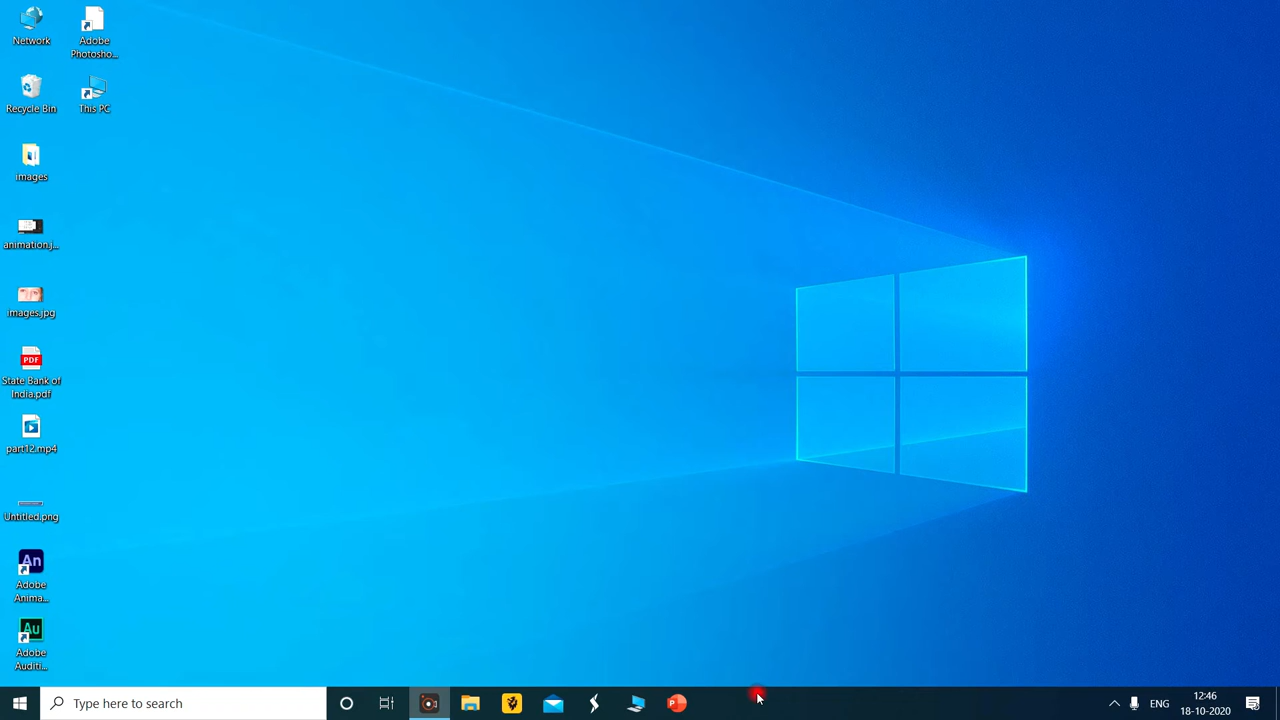 Network
Adobe
Photosho...
Recycle Bin
This PC
images
animation.j...
images.jpg
PDF
State Bank of
India.pdf
part12.mp4
Untitled.png
An
Adobe
Anima...
Au
Adobe
Auditi...
Type here to search
P
ENG
12:46
18-10-2020